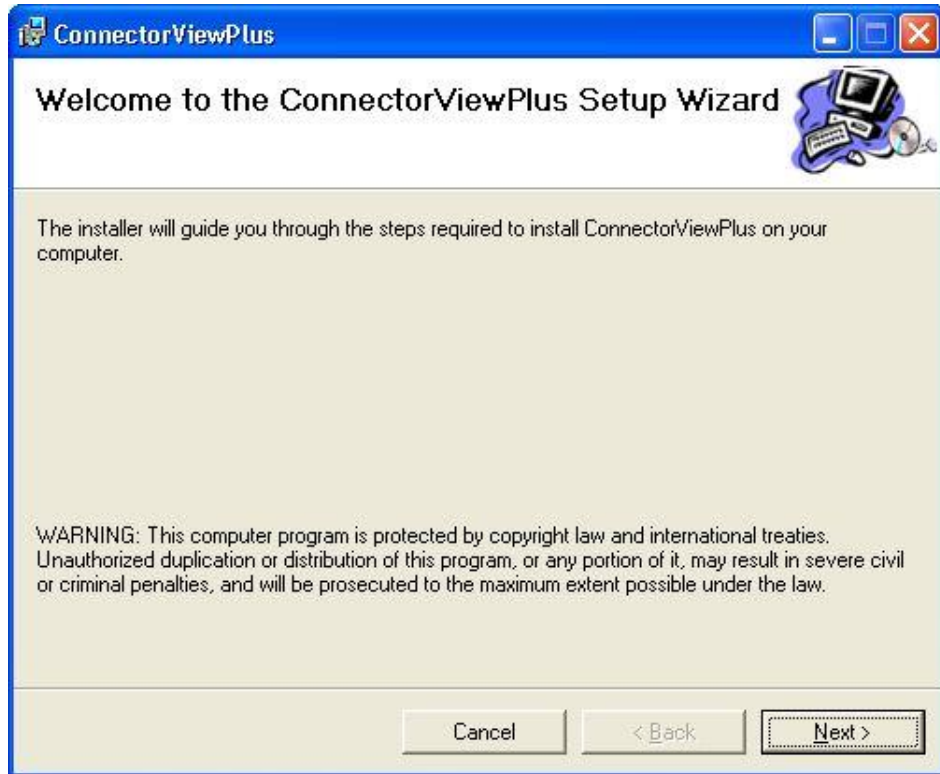 ConnectorViewPlus
Welcome to the ConnectorViewPlus Setup Wizard
The installer will guide you through the steps required to install ConnectorViewPlus on your
computer.
WARNING: This computer program is protected by copyright law and international treaties.
Unauthorized duplication or distribution of this program, or any portion of it, may result in severe civil
or criminal penalties, and will be prosecuted to the maximum extent possible under the law.
Cancel
< Back
Next >